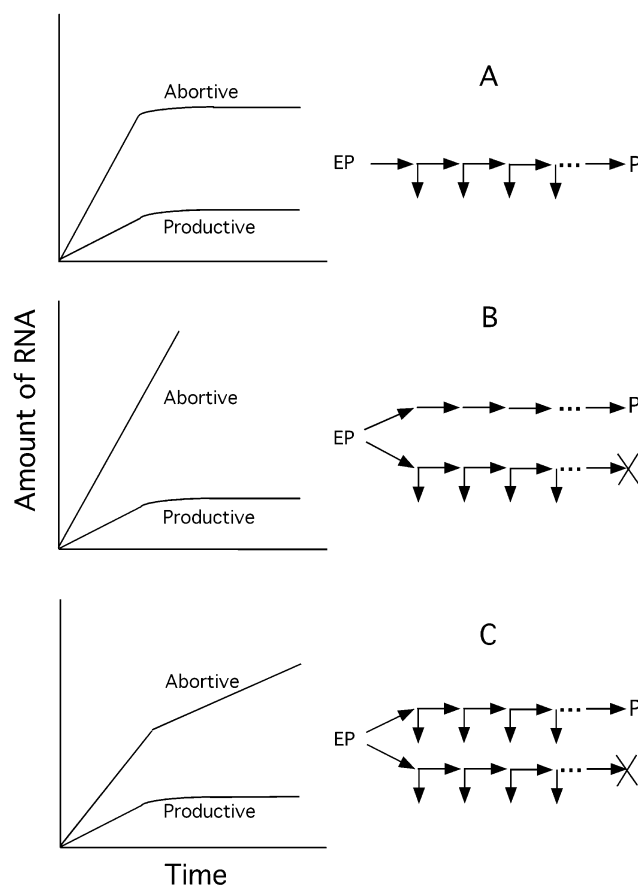 Abortive
A
EP
P
Productive
Amount of RNA
B
Abortive
P
EP
Productive
C
Abortive
P
EP
Productive
Time